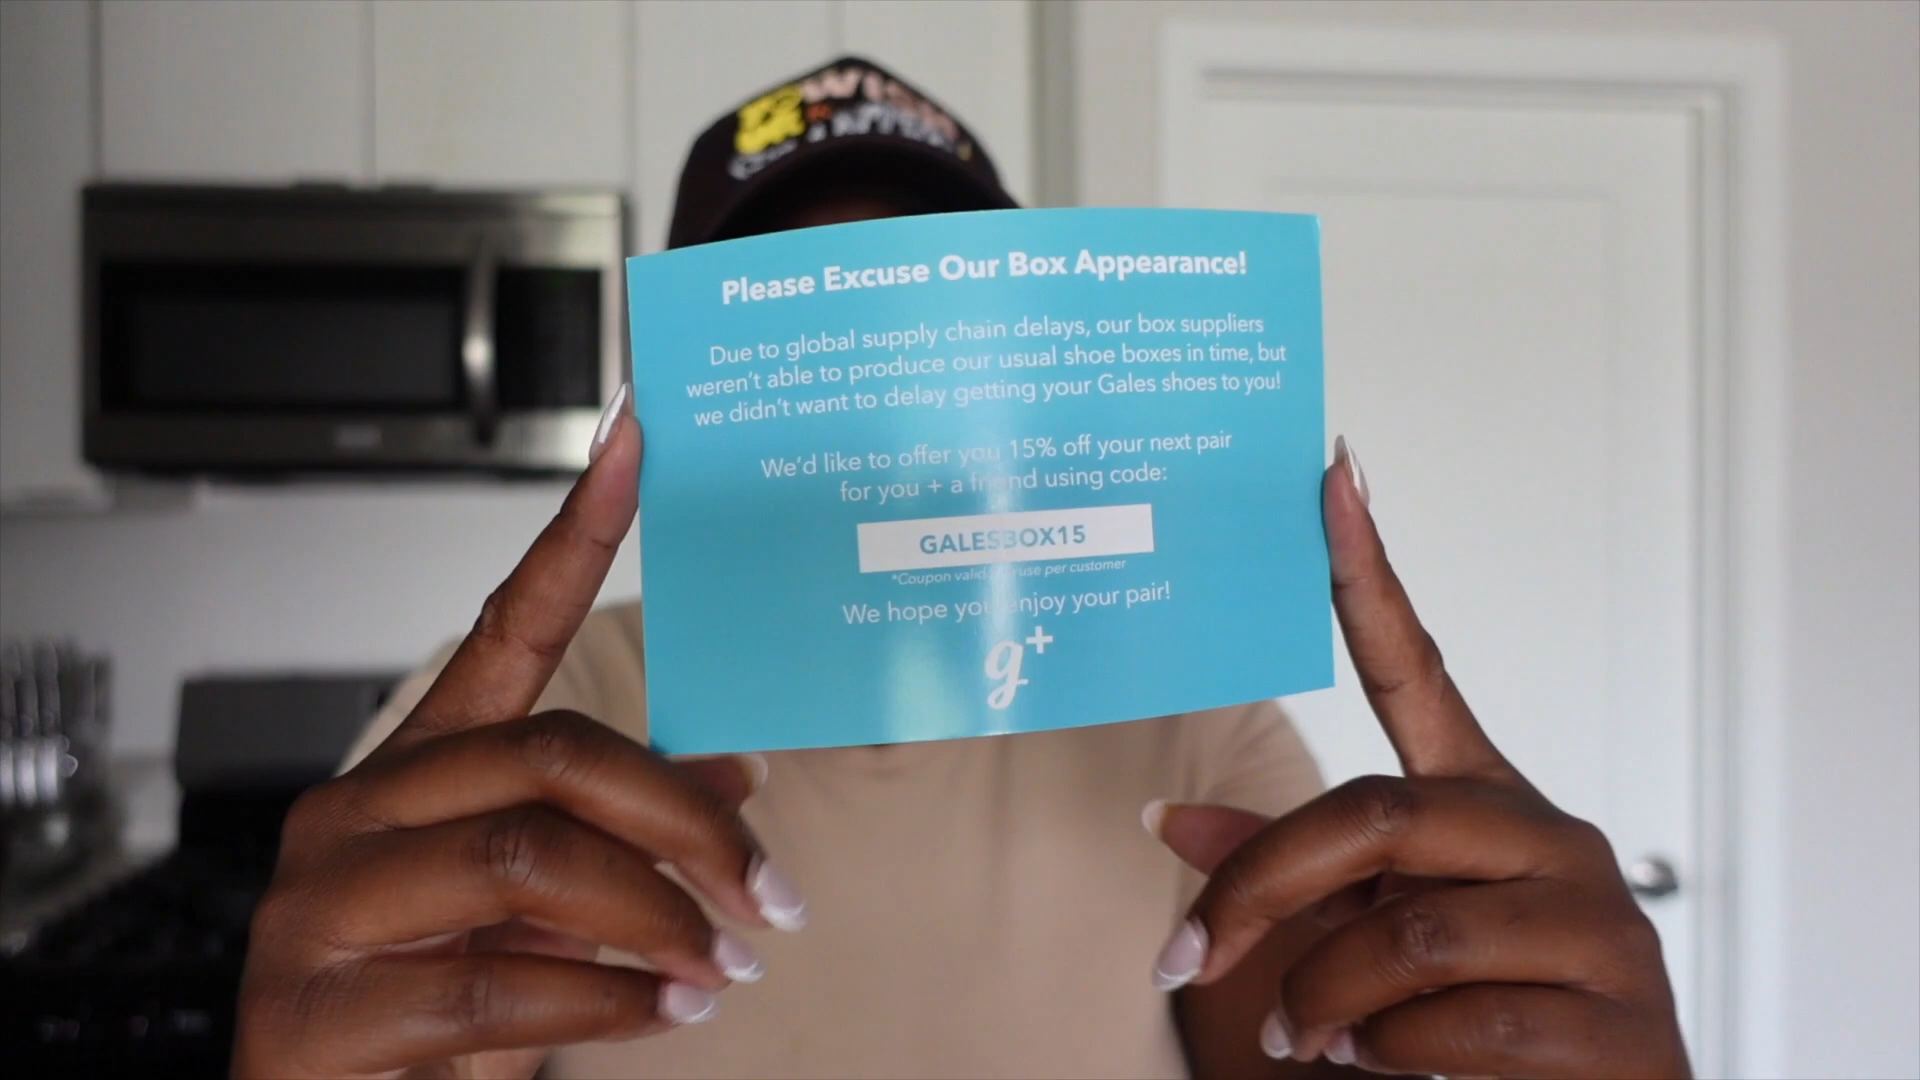 WISH
Please Excuse Our Box Appearance!
Due to global supply chain delays, our box suppliers
weren't able to produce our usual shoe boxes in time, but
we didn't want to delay getting your Gales shoes to you!
We'd like to offer you 15% off your next pair
for you + a friend using code:
GALESBOX15
*Coupon valid use per customer
We hope you enjoy your pair!
g+